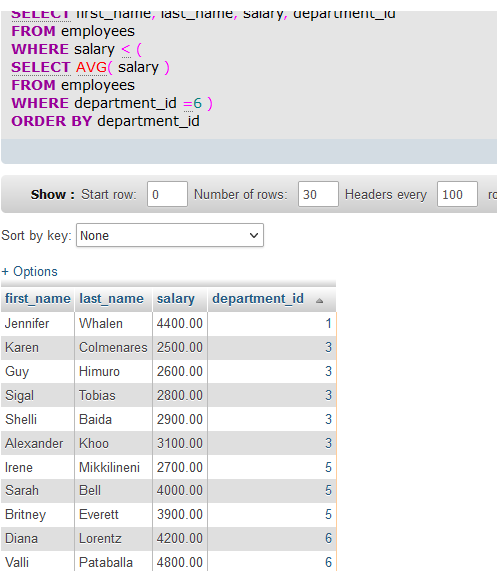 SELECT first_name, last_name, salary, department_id
FROM employees
WHERE salary < (
SELECT AVG( salary )
FROM employees
WHERE department_id =6 )
ORDER BY department_id
Show : Start row: 0 Number of rows: 30 Headers every 100
Sort by key: None
+ Options
first_name last_name salary department_id
Jennifer Whalen 4400.00 1
Karen Colmenares 2500.00 3
Guy Himuro 2600.00 3
Sigal Tobias 2800.00 3
Shelli Baida 2900.00 3
Alexander Khoo 3100.00 3
Irene Mikkilineni 2700.00 5
Sarah Bell 4000.00 5
Britney Everett 3900.00 5
Diana Lorentz 4200.00 6
Valli Pataballa 4800.00 6